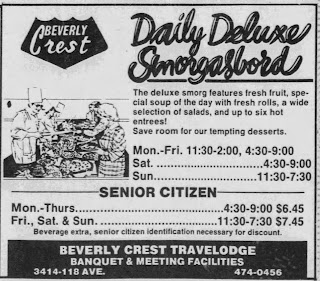 BEVERLY
Crest
Daily Deluxe
Smorgasbord
The deluxe smorg features fresh fruit, spe-
cial soup of the day with fresh rolls, a wide
selection of salads, and up to six hot
entrees!
Save room for our tempting desserts.
Mon.-Fri. 11:30-2:00, 4:30-9:00
Sat. ............................4:30-9:00
Sun............................11:30-7:30
SENIOR CITIZEN
Mon.-Thurs............................4:30-9:00 $6.45
Fri., Sat. & Sun. ....................11:30-7:30 $7.45
Beverage extra, senior citizen identification necessary for discount.
BEVERLY CREST TRAVELODGE
BANQUET & MEETING FACILITIES
3414-118 AVE. 474-0456